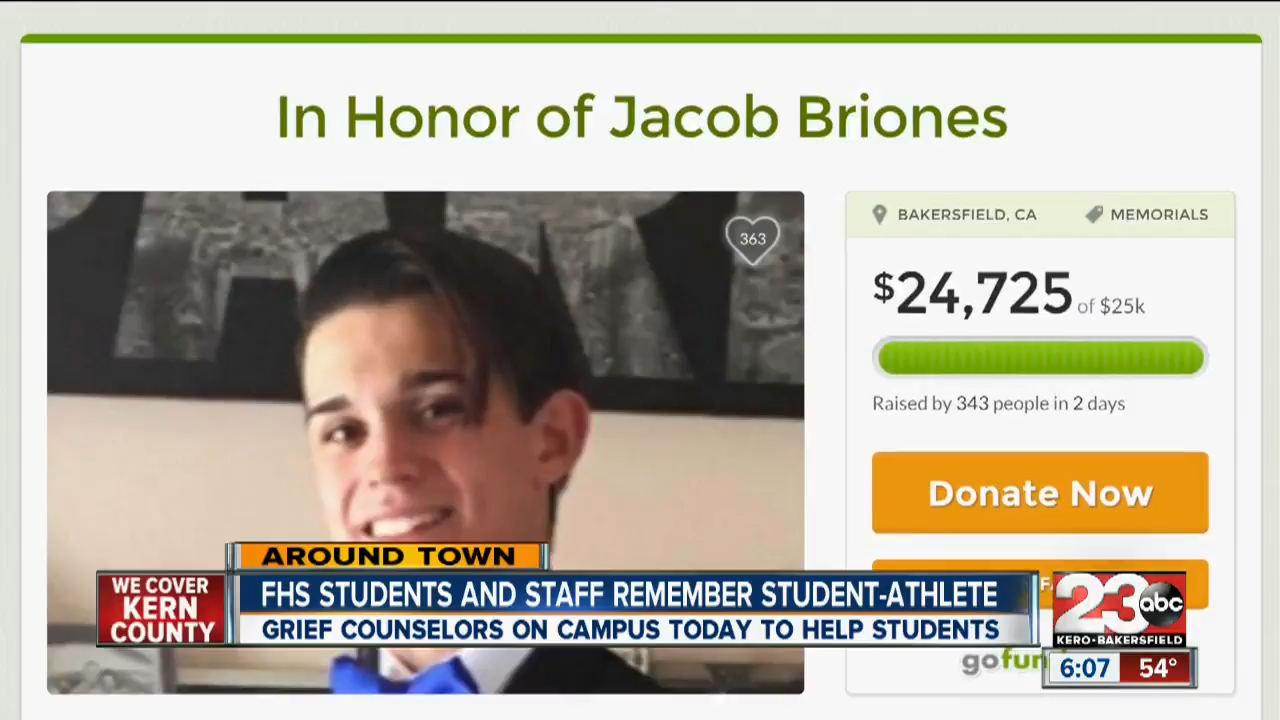 In Honor of Jacob Briones
363
BAKERSFIELD, CA
MEMORIALS
$24,725 of $25k
Raised by 343 people in 2 days
Donate Now
AROUND TOWN
WE COVER
KERN
COUNTY
FHS STUDENTS AND STAFF REMEMBER STUDENT-ATHLETE
GRIEF COUNSELORS ON CAMPUS TODAY TO HELP STUDENTS
23 abc
KERO-BAKERSFIELD
6:07 54°